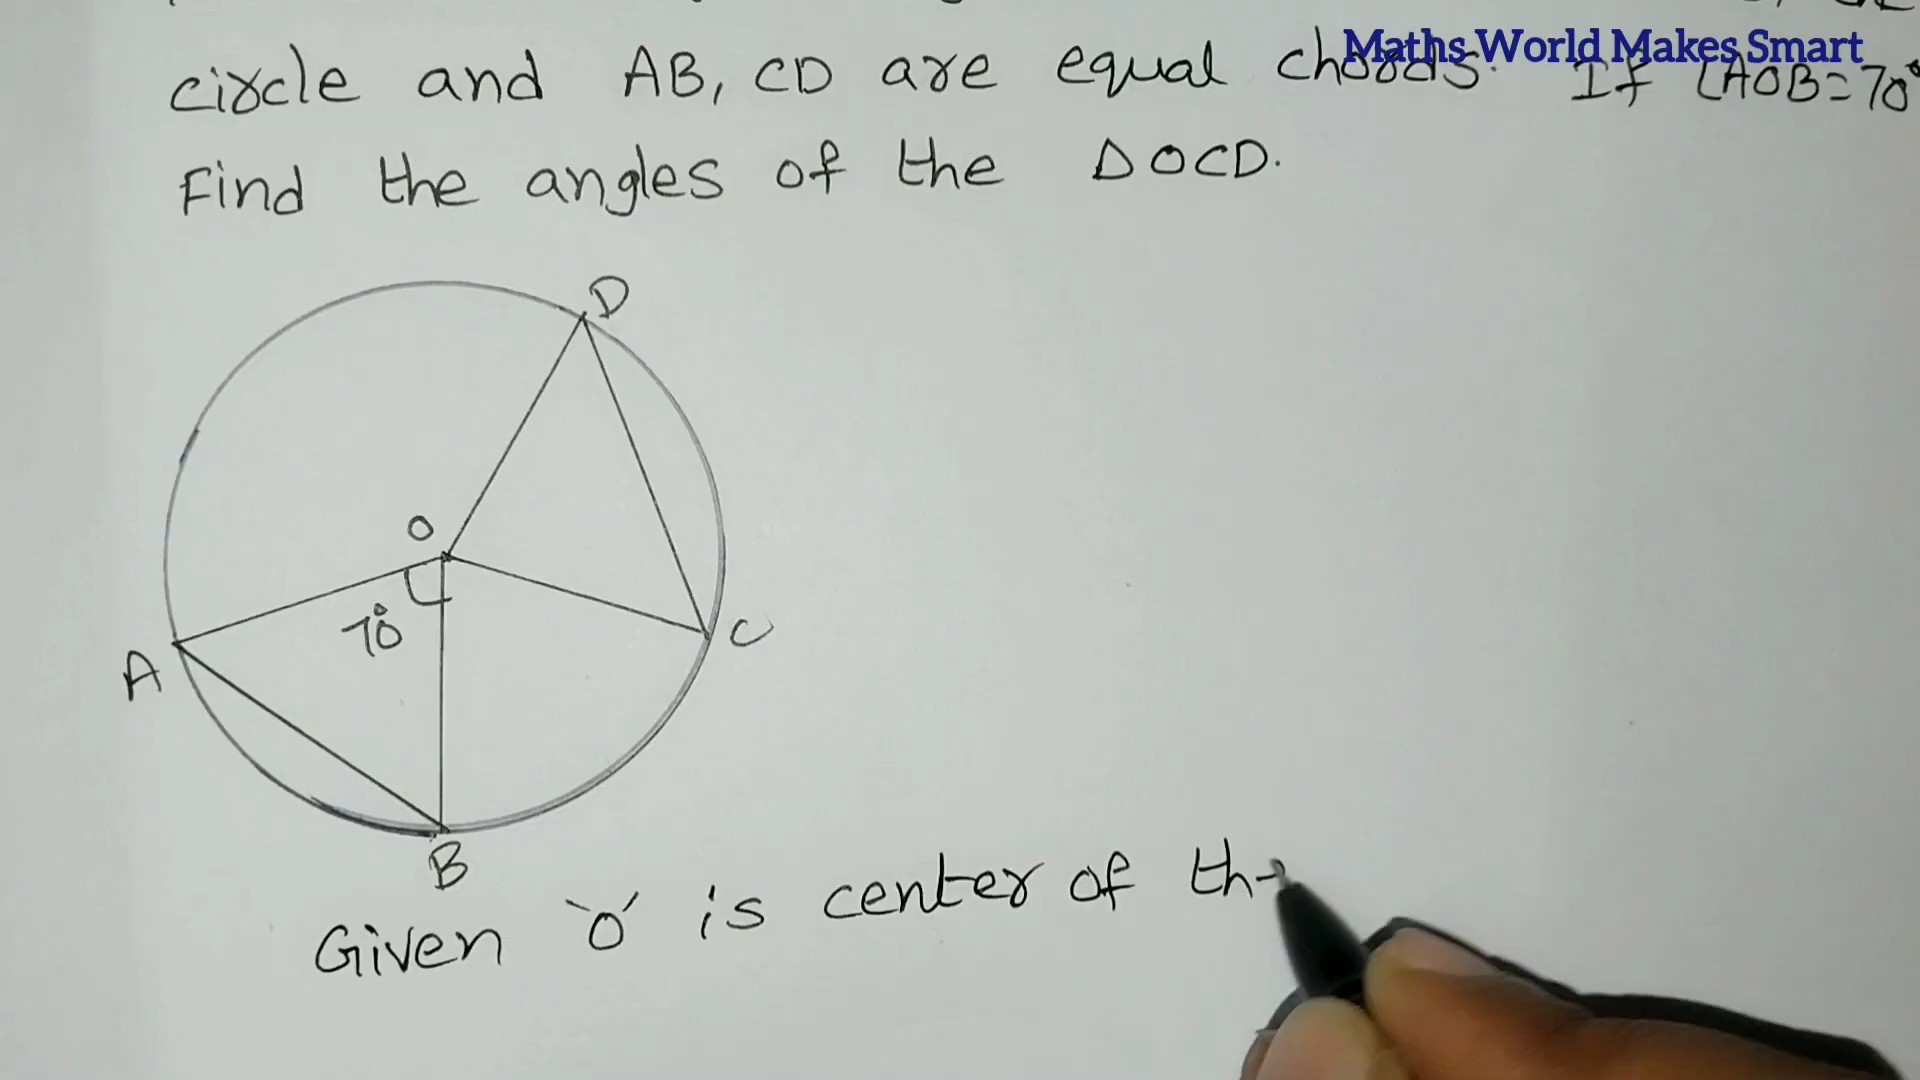 Maths World Makes Smart
circle and AB, CD are equal chords. If ∠AOB=70°
Find the angles of the Δ OCD.
D
O
70°
C
A
B
Given 'O' is center of th